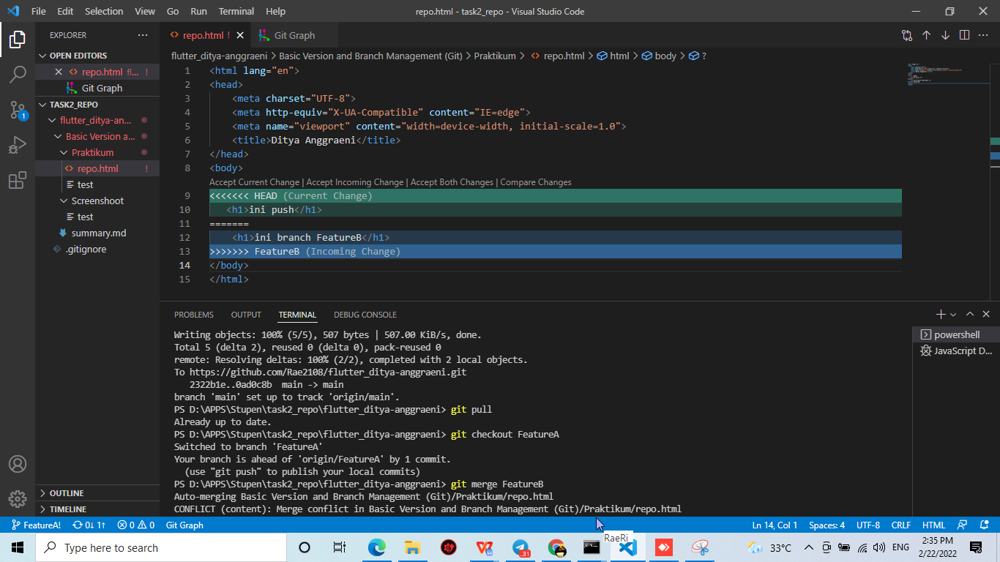 File Edit Selection View Go Run Terminal Help
repo.html - task2_repo - Visual Studio Code
EXPLORER
OPEN EDITORS
repo.html fl... !
Git Graph
TASK2_REPO
flutter_ditya-an...
Basic Version a...
Praktikum
repo.html !
test
Screenshoot
test
summary.md
.gitignore
OUTLINE
TIMELINE
1
repo.html !
Git Graph
flutter_ditya-anggraeni > Basic Version and Branch Management (Git) > Praktikum > repo.html > html > body > ?
1 <html lang="en">
2 <head>
3 <meta charset="UTF-8">
4 <meta http-equiv="X-UA-Compatible" content="IE=edge">
5 <meta name="viewport" content="width=device-width, initial-scale=1.0">
6 <title>Ditya Anggraeni</title>
7 </head>
8 <body>
Accept Current Change | Accept Incoming Change | Accept Both Changes | Compare Changes
9 <<<<<<< HEAD (Current Change)
10 <h1>ini push</h1>
11 =======
12 <h1>ini branch FeatureB</h1>
13 >>>>>>> FeatureB (Incoming Change)
14 </body>
15 </html>
PROBLEMS OUTPUT TERMINAL DEBUG CONSOLE
Writing objects: 100% (5/5), 507 bytes | 507.00 KiB/s, done.
Total 5 (delta 2), reused 0 (delta 0), pack-reused 0
remote: Resolving deltas: 100% (2/2), completed with 2 local objects.
To https://github.com/Rae2108/flutter_ditya-anggraeni.git
2322b1e..0ad0c8b main -> main
branch 'main' set up to track 'origin/main'.
PS D:\APPS\Stupen\task2_repo\flutter_ditya-anggraeni> git pull
Already up to date.
PS D:\APPS\Stupen\task2_repo\flutter_ditya-anggraeni> git checkout FeatureA
Switched to branch 'FeatureA'
Your branch is ahead of 'origin/FeatureA' by 1 commit.
(use "git push" to publish your local commits)
PS D:\APPS\Stupen\task2_repo\flutter_ditya-anggraeni> git merge FeatureB
Auto-merging Basic Version and Branch Management (Git)/Praktikum/repo.html
CONFLICT (content): Merge conflict in Basic Version and Branch Management (Git)/Praktikum/repo.html
powershell
JavaScript D...
FeatureA! 0↓ 1↑ 0 0 Git Graph
Ln 14, Col 1 Spaces: 4 UTF-8 CRLF HTML
RaeRi
Type here to search
31
33°C
ENG
2:35 PM
2/22/2022